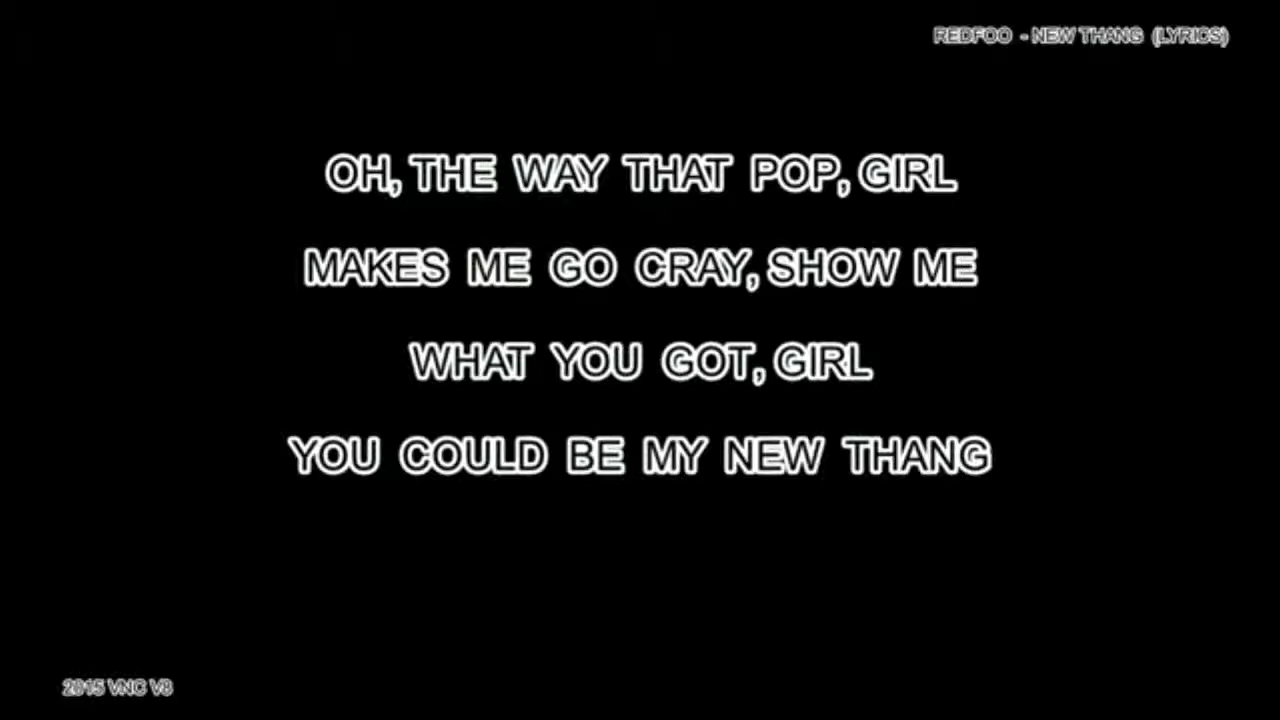 REDFOO - NEW THANG (LYRICS)
OH, THE WAY THAT POP, GIRL
MAKES ME GO CRAY, SHOW ME
WHAT YOU GOT, GIRL
YOU COULD BE MY NEW THANG
2015 VNC V8